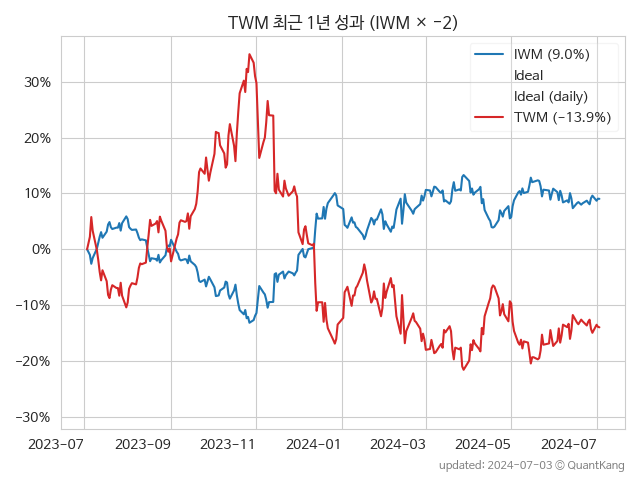 TWM 최근 1년 성과 (IWM × −2)
IWM (9.0%)
Ideal
Ideal (daily)
TWM (−13.9%)
30%
20%
10%
0%
−10%
−20%
−30%
2023-07 2023-09 2023-11 2024-01 2024-03 2024-05 2024-07
updated: 2024-07-03 © QuantKang